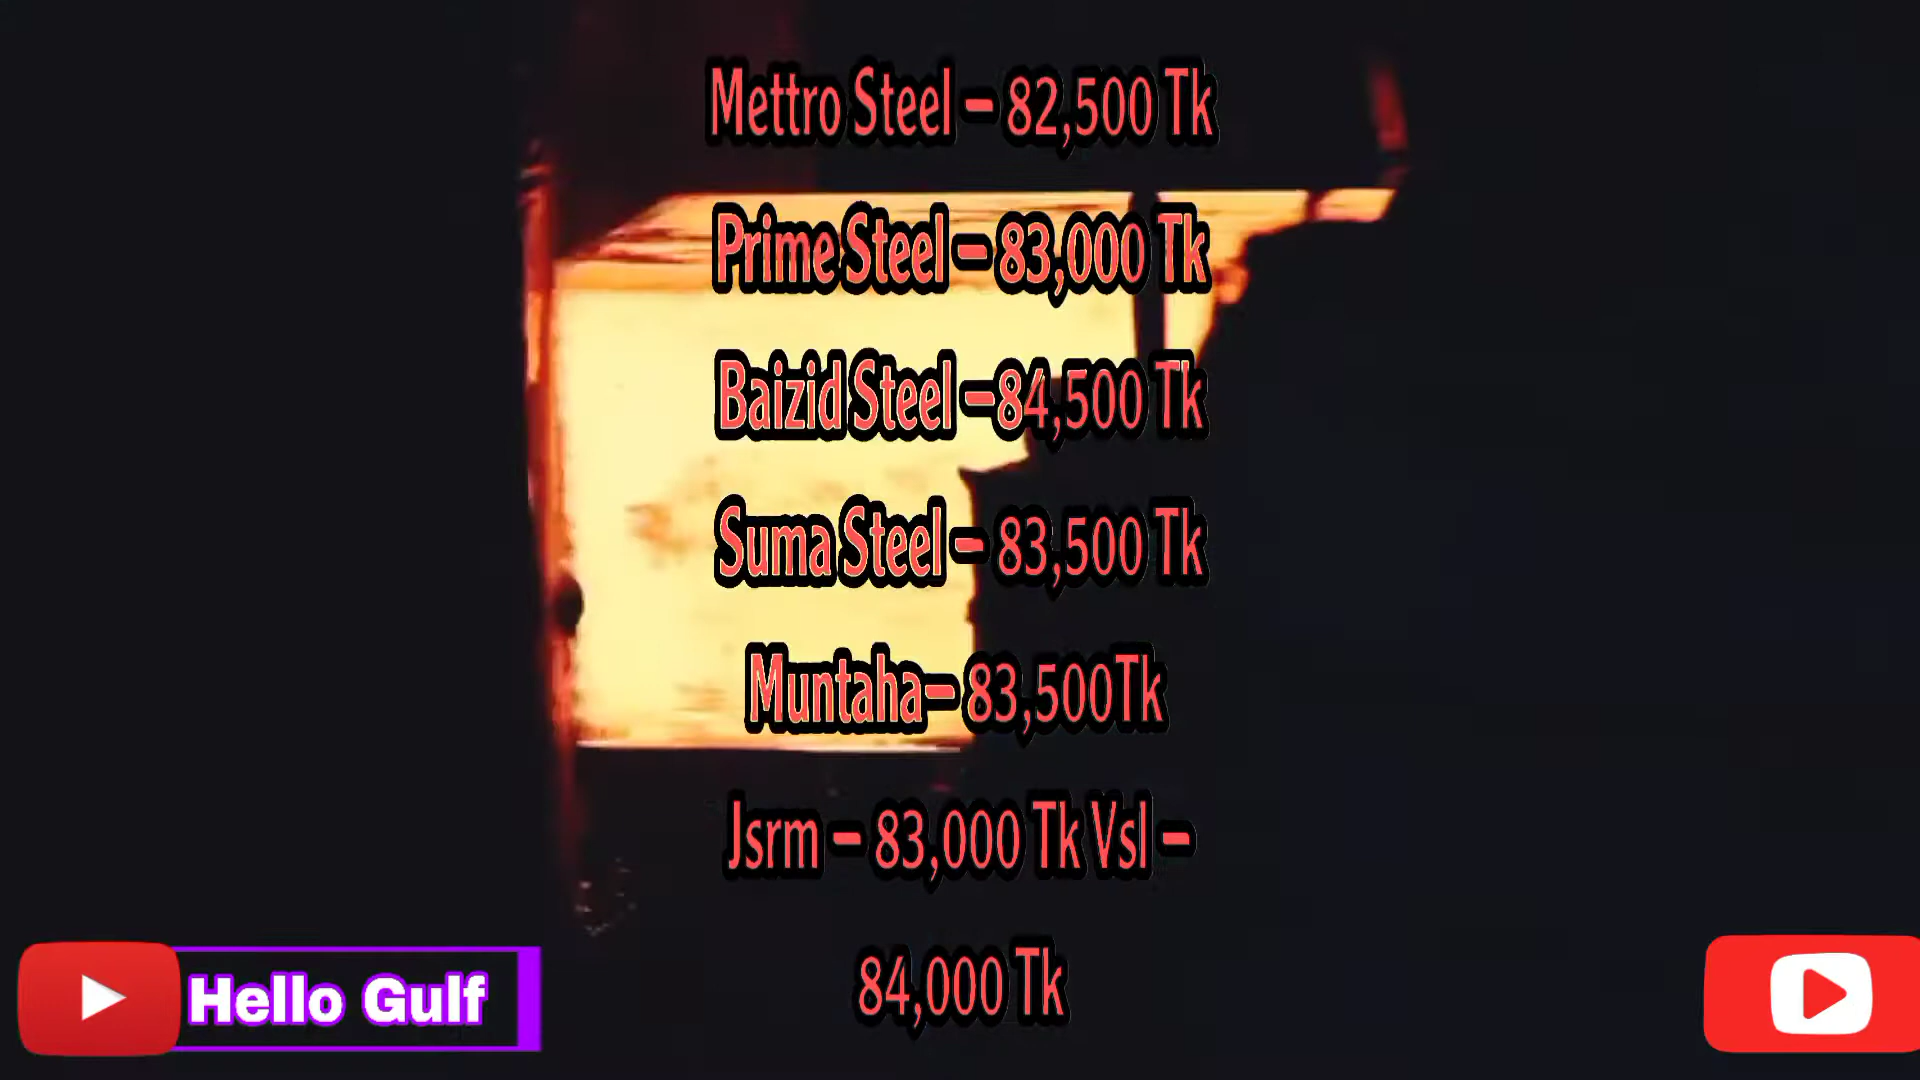 Mettro Steel – 82,500 Tk
Prime Steel – 83,000 Tk
Baizid Steel –84,500 Tk
Suma Steel – 83,500 Tk
Muntaha– 83,500Tk
Jsrm – 83,000 Tk Vsl –
84,000 Tk
Hello Gulf